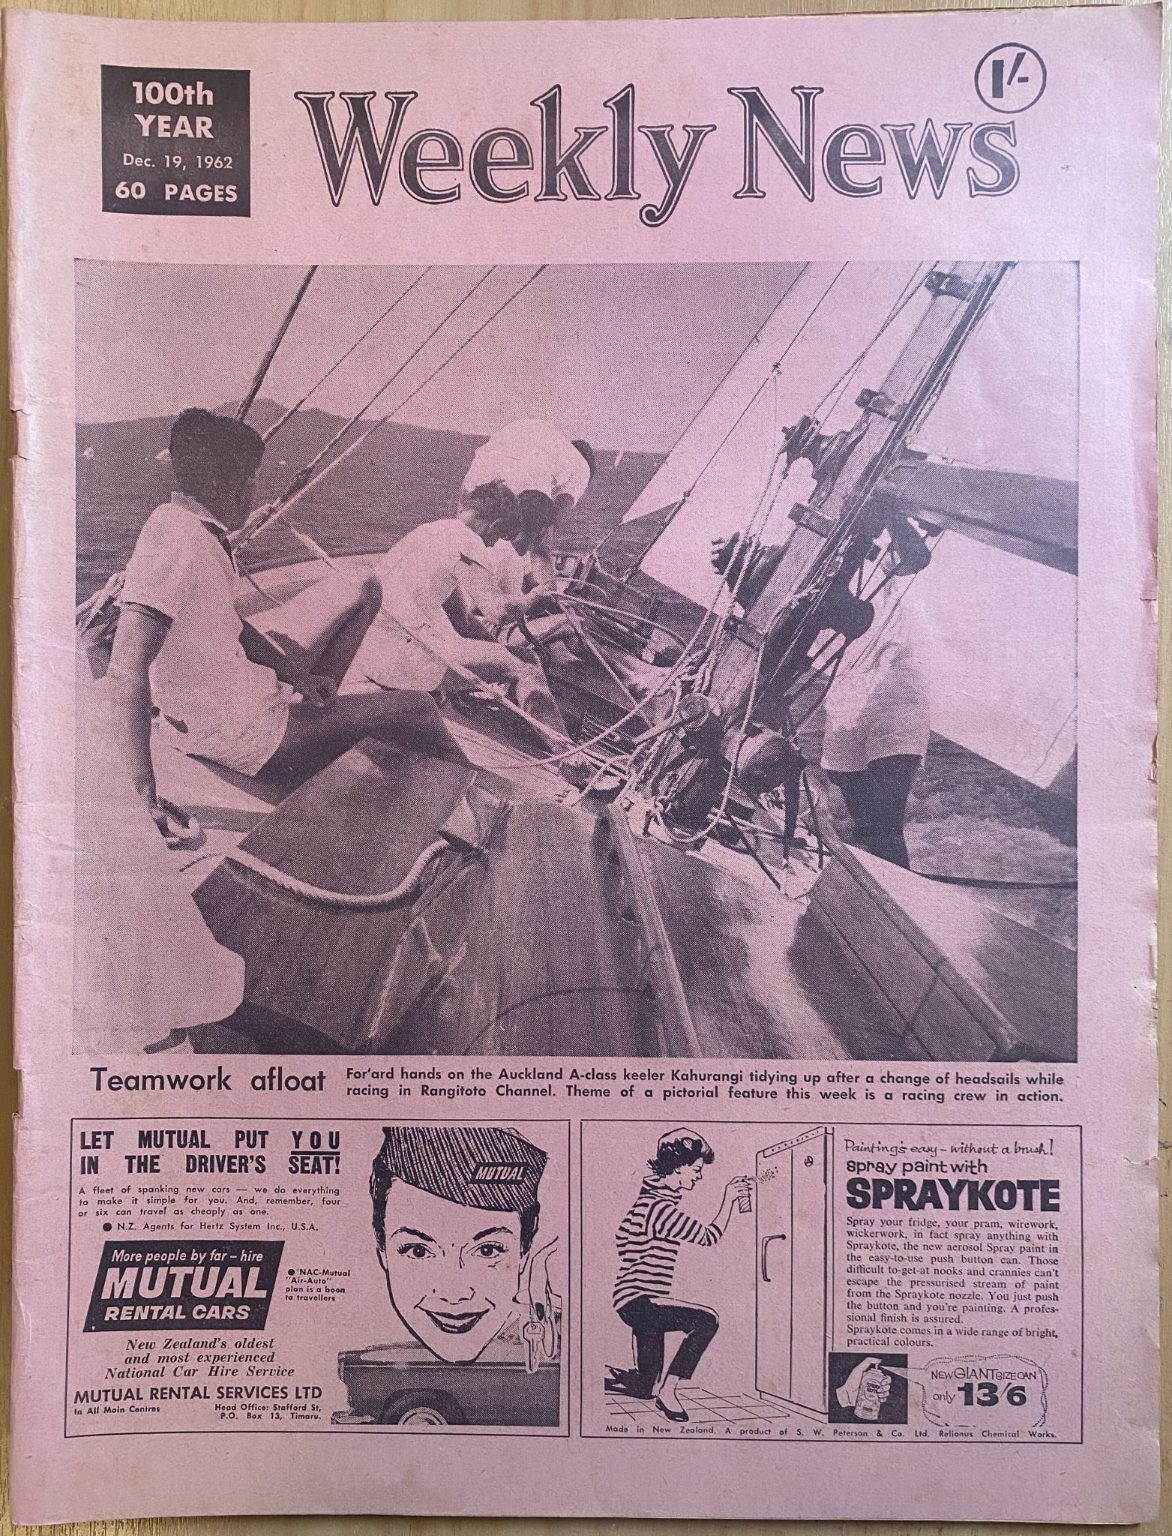 100th
YEAR
Dec. 19, 1962
60 PAGES
Weekly News
1/-
Teamwork afloat
For'ard hands on the Auckland A-class keeler Kahurangi tidying up after a change of headsails while
racing in Rangitoto Channel. Theme of a pictorial feature this week is a racing crew in action.
LET MUTUAL PUT YOU
IN THE DRIVER'S SEAT!
A fleet of spanking new cars — we do everything
to make it simple for you. And, remember, four
or six can travel as cheaply as one.
● N.Z. Agents for Hertz System Inc., U.S.A.
More people by far – hire
MUTUAL
RENTAL CARS
● NAC-Mutual
"Air-Auto"
plan is a boon
to travellers
New Zealand's oldest
and most experienced
National Car Hire Service
MUTUAL RENTAL SERVICES LTD
In All Main Centres
Head Office: Stafford St,
P.O. Box 13, Timaru.
MUTUAL
Painting's easy – without a brush!
spray paint with
SPRAYKOTE
Spray your fridge, your pram, wirework,
wickerwork, in fact spray anything with
Spraykote, the new aerosol Spray paint in
the easy-to-use push button can. Those
difficult to-get-at nooks and crannies can't
escape the pressurised stream of paint
from the Spraykote nozzle. You just push
the button and you're painting. A profes-
sional finish is assured.
Spraykote comes in a wide range of bright,
practical colours.
NEW GIANT SIZE CAN
only 13'6
Made in New Zealand. A product of S. W. Peterson & Co. Ltd. Relionus Chemical Works.